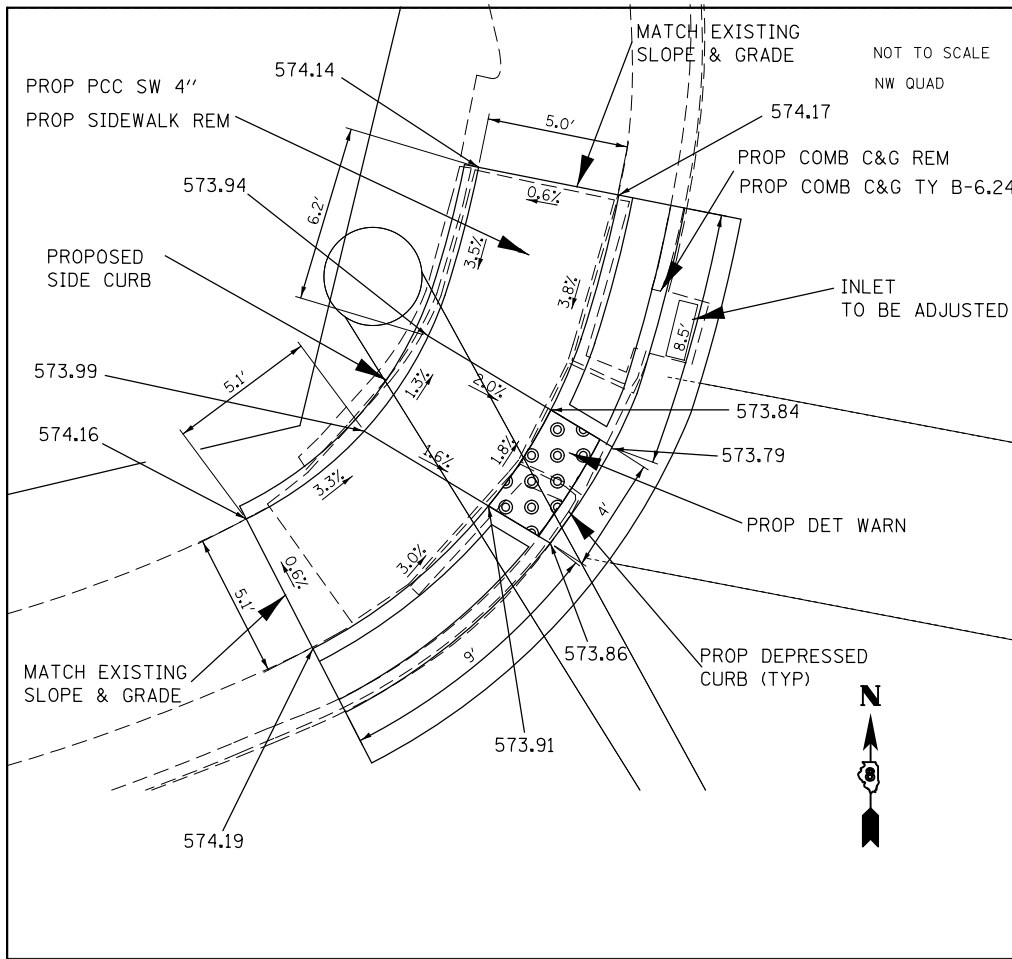 MATCH EXISTING
SLOPE & GRADE
NOT TO SCALE
NW QUAD
574.14
PROP PCC SW 4''
PROP SIDEWALK REM
5.0'
574.17
PROP COMB C&G REM
PROP COMB C&G TY B-6.24
573.94
0.6%
6.2'
3.5%
3.8%
PROPOSED
SIDE CURB
INLET
TO BE ADJUSTED
8.5'
573.99
5.1'
1.3%
2.0%
573.84
574.16
1.6%
1.8%
573.79
3.3%
4'
PROP DET WARN
3.0%
0.6%
5.1'
573.86
PROP DEPRESSED
CURB (TYP)
9'
MATCH EXISTING
SLOPE & GRADE
N
573.91
8
574.19